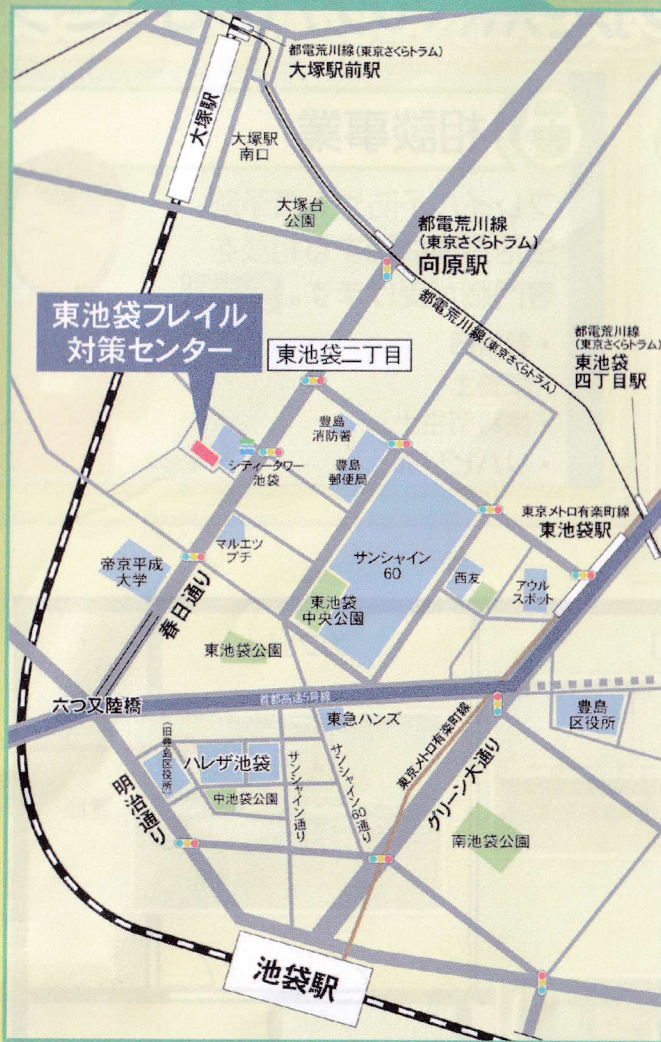 都電荒川線(東京さくらトラム)
大塚駅前駅
大塚駅
大塚駅
南口
大塚台
公園
都電荒川線
(東京さくらトラム)
向原駅
都電荒川線(東京さくらトラム)
都電荒川線
(東京さくらトラム)
東池袋
四丁目駅
東池袋フレイル
対策センター
東池袋二丁目
豊島
消防署
豊島
郵便局
シティータワー
池袋
東京メトロ有楽町線
東池袋駅
マルエツ
プチ
帝京平成
大学
サンシャイン
60
西友
アウル
スポット
春日通り
東池袋
中央公園
東池袋公園
六つ又陸橋
首都高速5号線
東急ハンズ
豊島
区役所
(旧豊島区役所)
ハレザ池袋
中池袋公園
サンシャイン通り
サンシャイン60通り
東京メトロ有楽町線
グリーン大通り
明治通り
南池袋公園
池袋駅